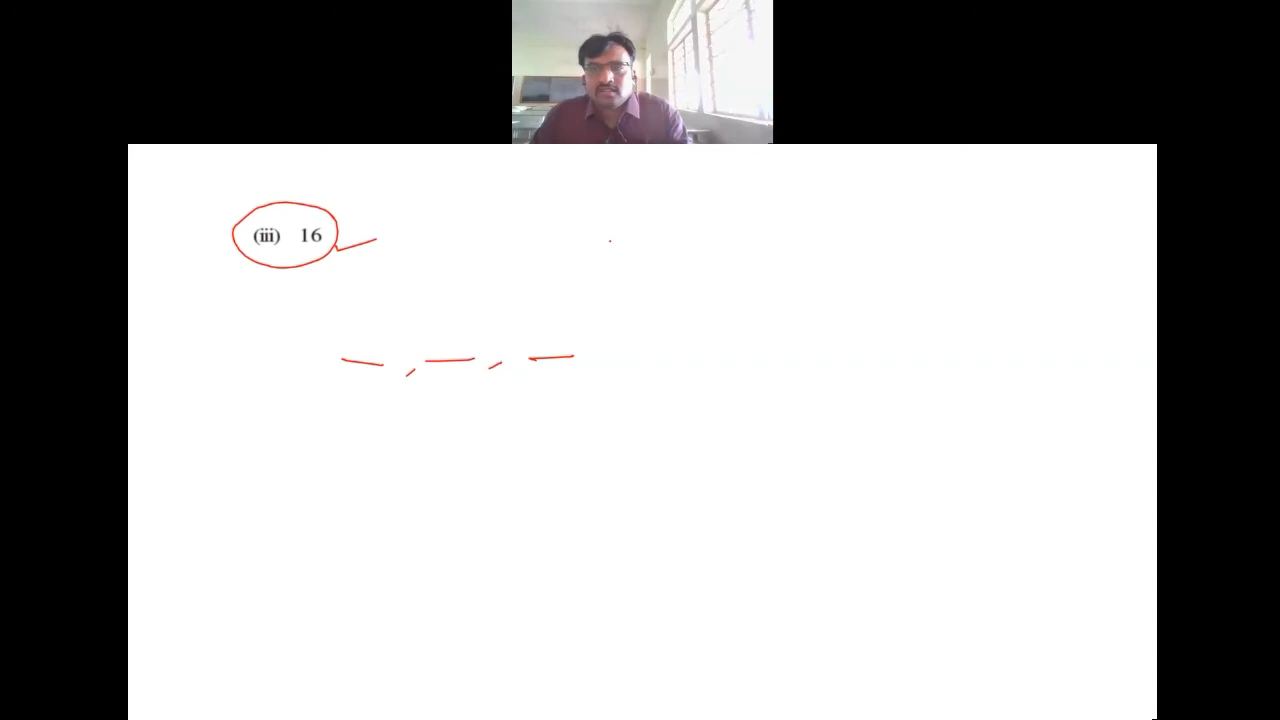 (iii) 16
_ , _ , _